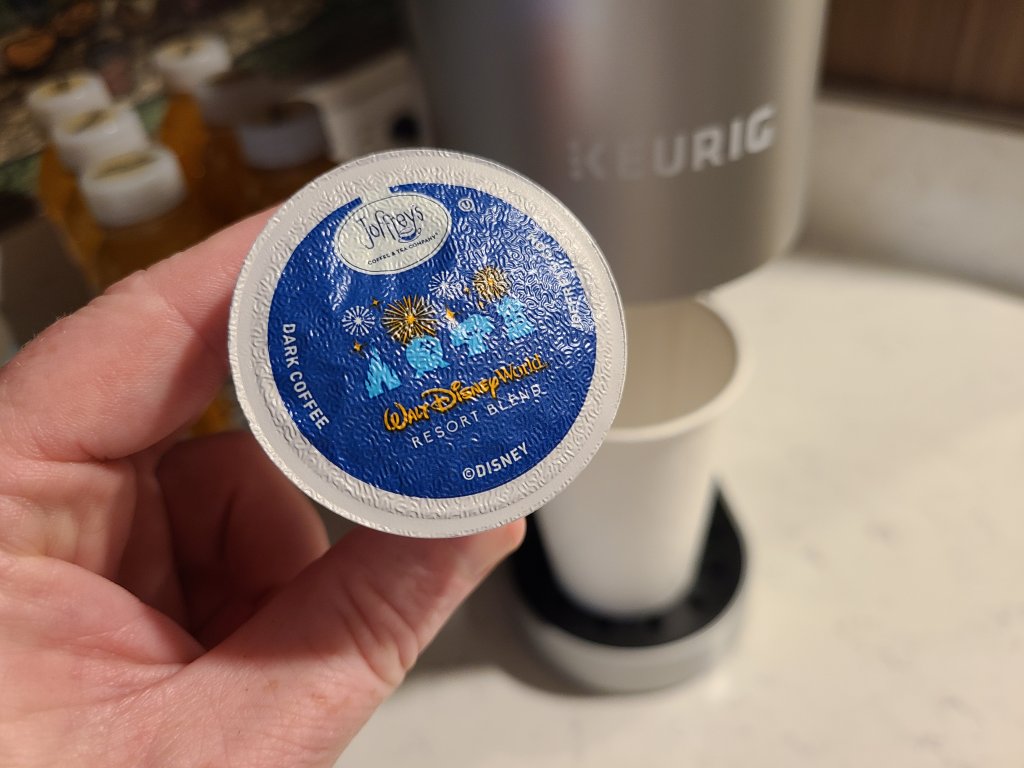 KEURIG
Joffrey's
COFFEE & TEA COMPANY
DARK COFFEE
WALT DISNEY WORLD
RESORT BLEND
©DISNEY